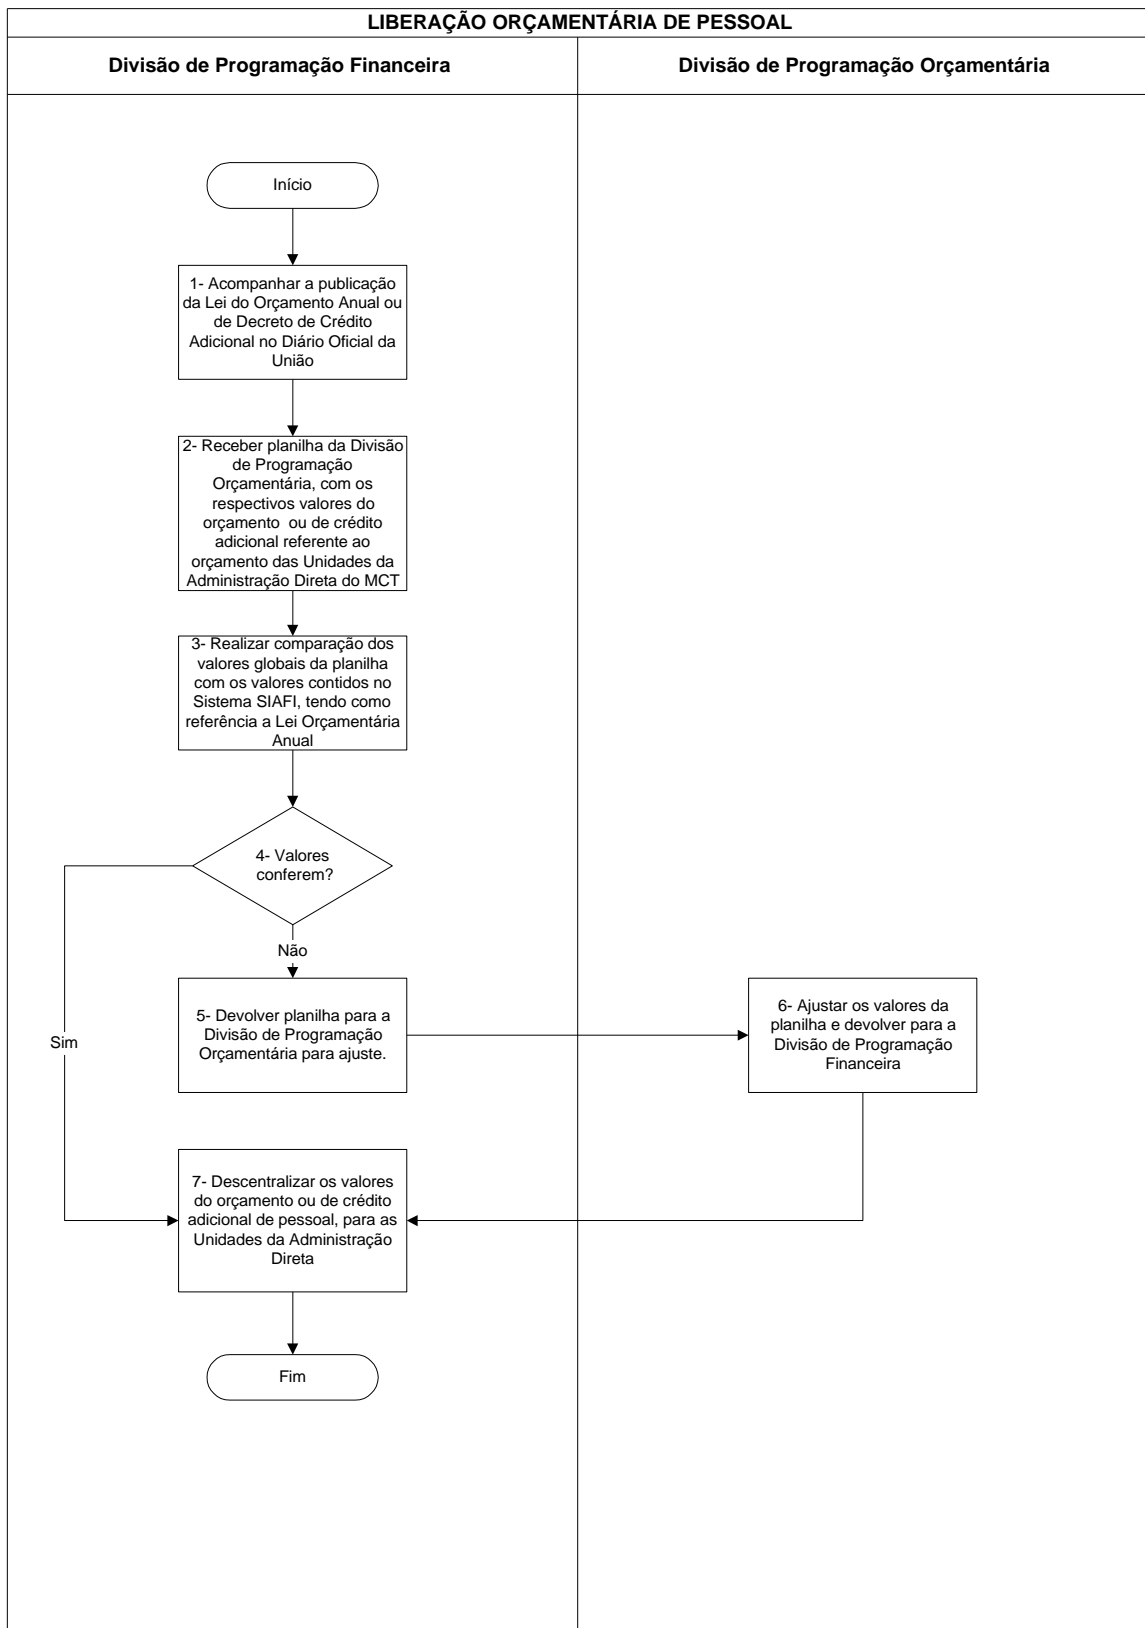 LIBERAÇÃO ORÇAMENTÁRIA DE PESSOAL
Divisão de Programação Financeira
Divisão de Programação Orçamentária
Início
1- Acompanhar a publicação
da Lei do Orçamento Anual ou
de Decreto de Crédito
Adicional no Diário Oficial da
União
2- Receber planilha da Divisão
de Programação
Orçamentária, com os
respectivos valores do
orçamento ou de crédito
adicional referente ao
orçamento das Unidades da
Administração Direta do MCT
3- Realizar comparação dos
valores globais da planilha
com os valores contidos no
Sistema SIAFI, tendo como
referência a Lei Orçamentária
Anual
4- Valores
conferem?
Não
5- Devolver planilha para a
Divisão de Programação
Orçamentária para ajuste.
6- Ajustar os valores da
planilha e devolver para a
Divisão de Programação
Financeira
Sim
7- Descentralizar os valores
do orçamento ou de crédito
adicional de pessoal, para as
Unidades da Administração
Direta
Fim